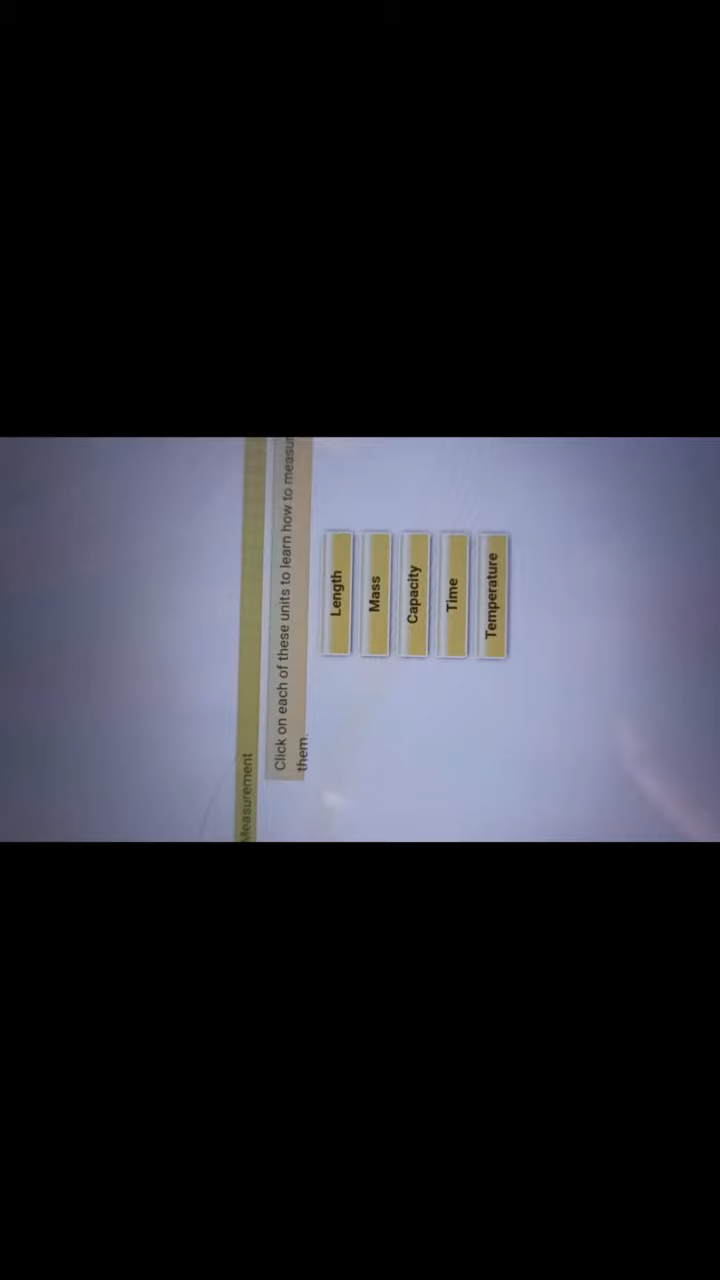 Measurement
Click on each of these units to learn how to
them.
Length
Mass
Capacity
Time
Temperature